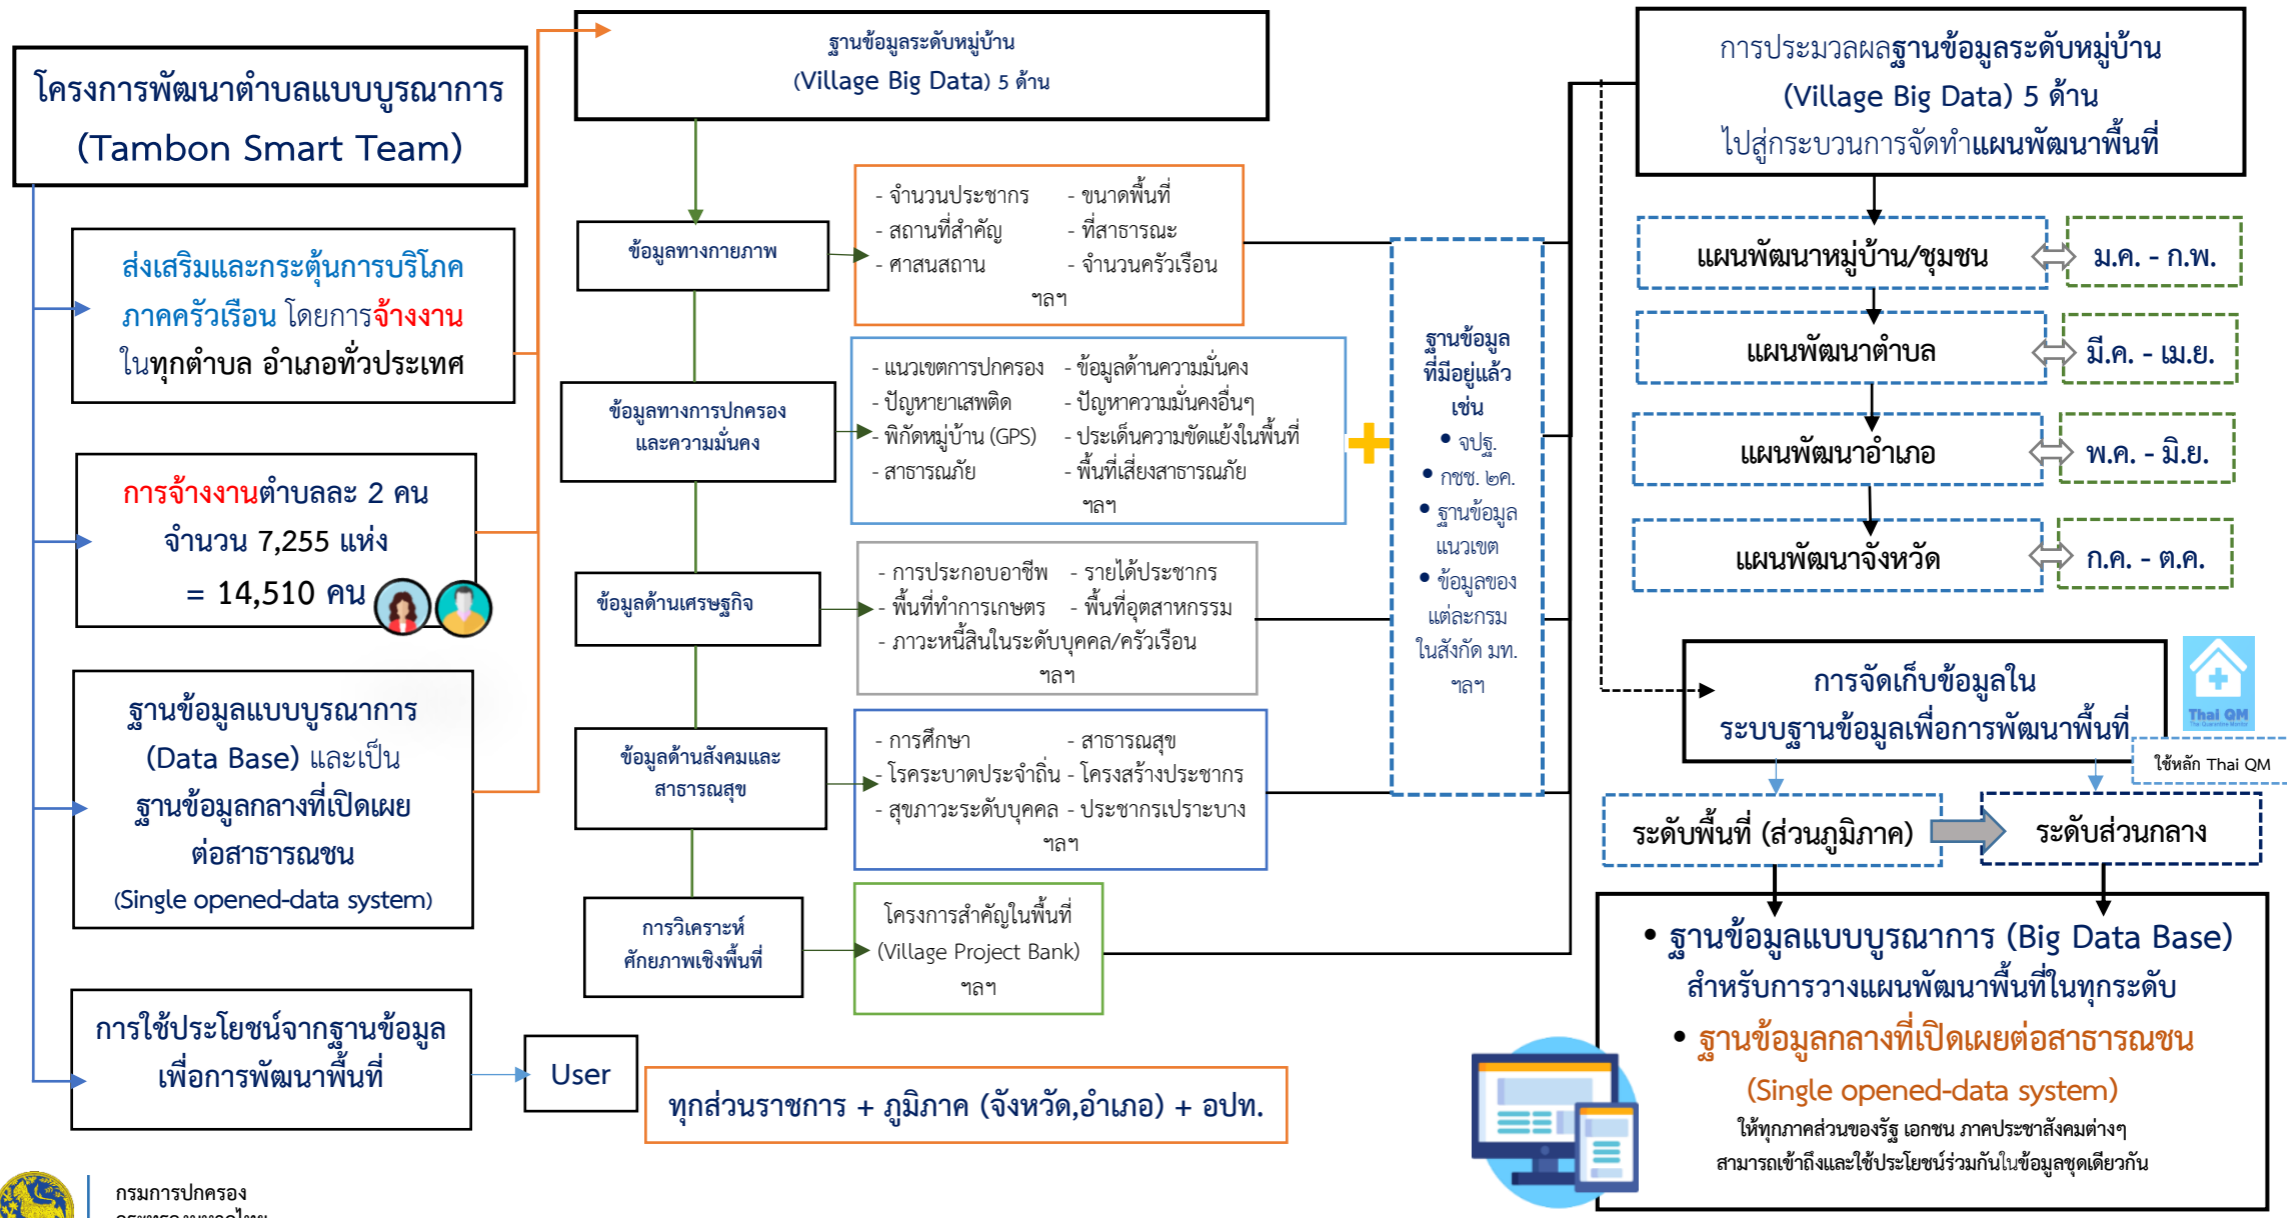 โครงการพัฒนาตำบลแบบบูรณาการ
(Tambon Smart Team)
ส่งเสริมและกระตุ้นการบริโภค
ภาคครัวเรือน โดยการจ้างงาน
ในทุกตำบล อำเภอทั่วประเทศ
การจ้างงานตำบลละ 2 คน
จำนวน 7,255 แห่ง
= 14,510 คน
ฐานข้อมูลแบบบูรณาการ
(Data Base) และเป็น
ฐานข้อมูลกลางที่เปิดเผย
ต่อสาธารณชน
(Single opened-data system)
การใช้ประโยชน์จากฐานข้อมูล
เพื่อการพัฒนาพื้นที่
User
ทุกส่วนราชการ + ภูมิภาค (จังหวัด,อำเภอ) + อปท.
ฐานข้อมูลระดับหมู่บ้าน
(Village Big Data) 5 ด้าน
ข้อมูลทางกายภาพ
- จำนวนประชากร - ขนาดพื้นที่
- สถานที่สำคัญ - ที่สาธารณะ
- ศาสนสถาน - จำนวนครัวเรือน
ฯลฯ
ข้อมูลทางการปกครอง
และความมั่นคง
- แนวเขตการปกครอง - ข้อมูลด้านความมั่นคง
- ปัญหายาเสพติด - ปัญหาความมั่นคงอื่นๆ
- พิกัดหมู่บ้าน (GPS) - ประเด็นความขัดแย้งในพื้นที่
- สาธารณภัย - พื้นที่เสี่ยงสาธารณภัย
ฯลฯ
ข้อมูลด้านเศรษฐกิจ
- การประกอบอาชีพ - รายได้ประชากร
- พื้นที่ทำการเกษตร - พื้นที่อุตสาหกรรม
- ภาวะหนี้สินในระดับบุคคล/ครัวเรือน
ฯลฯ
ข้อมูลด้านสังคมและ
สาธารณสุข
- การศึกษา - สาธารณสุข
- โรคระบาดประจำถิ่น - โครงสร้างประชากร
- สุขภาวะระดับบุคคล - ประชากรเปราะบาง
ฯลฯ
การวิเคราะห์
ศักยภาพเชิงพื้นที่
โครงการสำคัญในพื้นที่
(Village Project Bank)
ฯลฯ
ฐานข้อมูล
ที่มีอยู่แล้ว
เช่น
• จปฐ.
• กชช. ๒ค.
• ฐานข้อมูล
แนวเขต
• ข้อมูลของ
แต่ละกรม
ในสังกัด มท.
ฯลฯ
การประมวลผลฐานข้อมูลระดับหมู่บ้าน
(Village Big Data) 5 ด้าน
ไปสู่กระบวนการจัดทำแผนพัฒนาพื้นที่
แผนพัฒนาหมู่บ้าน/ชุมชน ม.ค. - ก.พ.
แผนพัฒนาตำบล มี.ค. - เม.ย.
แผนพัฒนาอำเภอ พ.ค. - มิ.ย.
แผนพัฒนาจังหวัด ก.ค. - ต.ค.
การจัดเก็บข้อมูลใน
ระบบฐานข้อมูลเพื่อการพัฒนาพื้นที่
Thai QM
ใช้หลัก Thai QM
ระดับพื้นที่ (ส่วนภูมิภาค) ระดับส่วนกลาง
• ฐานข้อมูลแบบบูรณาการ (Big Data Base)
สำหรับการวางแผนพัฒนาพื้นที่ในทุกระดับ
• ฐานข้อมูลกลางที่เปิดเผยต่อสาธารณชน
(Single opened-data system)
ให้ทุกภาคส่วนของรัฐ เอกชน ภาคประชาสังคมต่างๆ
สามารถเข้าถึงและใช้ประโยชน์ร่วมกันในข้อมูลชุดเดียวกัน
กรมการปกครอง